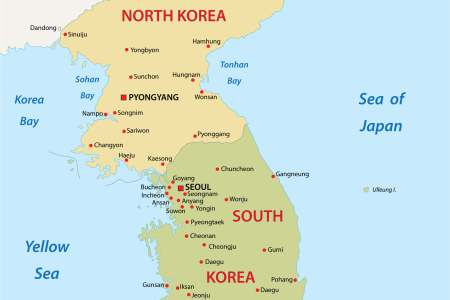 NORTH KOREA
Dandong
Sinuiju
Hamhung
Yongbyon
Tonhan
Bay
Sunchon
Hungnam
Sohan
Bay
Wonsan
PYONGYANG
Korea
Bay
Sea of
Japan
Nampo
Songnim
Sariwon
Pyonggang
Changyon
Haeju
Kaesong
Chunchwon
Gangneung
Goyang
Bucheon
SEOUL
Ulleung I.
Incheon
Seongnam
Ansan
Anyang
Wonju
Suwon
Yongin
SOUTH
Pyeongtaek
Cheonan
Yellow
Sea
Cheongju
Gumi
Daegu
KOREA
Pohang
Gunsan
Iksan
Daegu
Jeonju